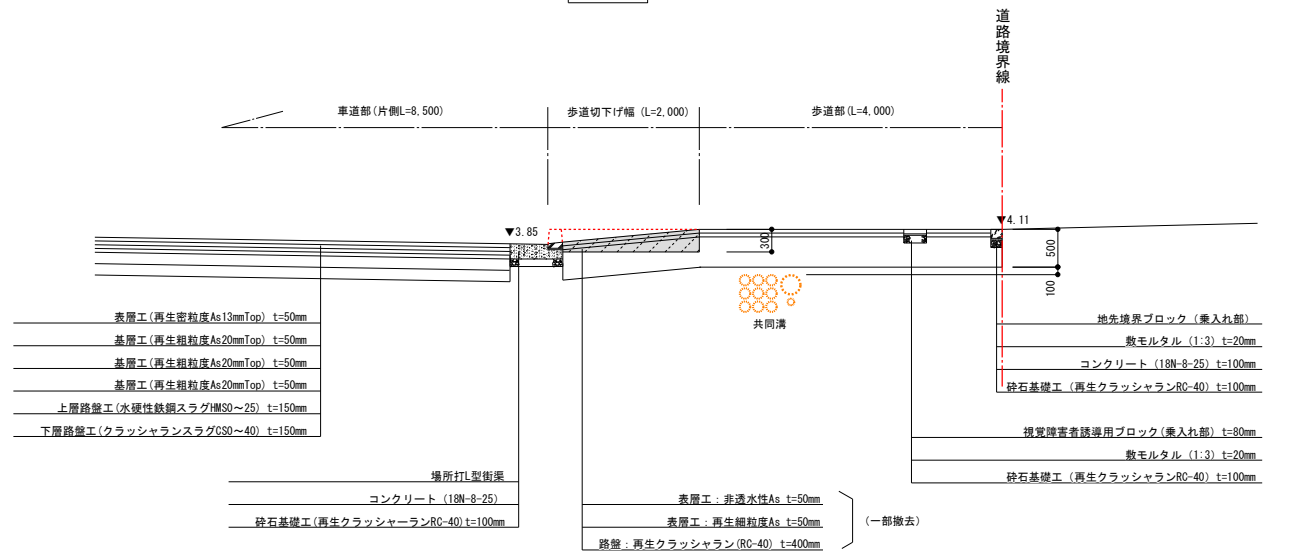 道路境界線
車道部(片側L=8,500)
歩道切下げ幅 (L=2,000)
歩道部(L=4,000)
▼3.85
▼4.11
300
500
100
共同溝
表層工(再生密粒度As13mmTop) t=50mm
基層工(再生粗粒度As20mmTop) t=50mm
基層工(再生粗粒度As20mmTop) t=50mm
基層工(再生粗粒度As20mmTop) t=50mm
上層路盤工(水硬性鉄鋼スラグHMS0～25) t=150mm
下層路盤工(クラッシャランスラグCS0～40) t=150mm
地先境界ブロック (乗入れ部)
敷モルタル (1:3) t=20mm
コンクリート (18N-8-25) t=100mm
砕石基礎工 (再生クラッシャランRC-40) t=100mm
視覚障害者誘導用ブロック(乗入れ部) t=80mm
敷モルタル (1:3) t=20mm
砕石基礎工 (再生クラッシャランRC-40) t=100mm
場所打L型街渠
コンクリート (18N-8-25)
砕石基礎工(再生クラッシャーランRC-40)t=100mm
表層工：非透水性As t=50mm
表層工：再生細粒度As t=50mm
路盤：再生クラッシャラン(RC-40) t=400mm
(一部撤去)